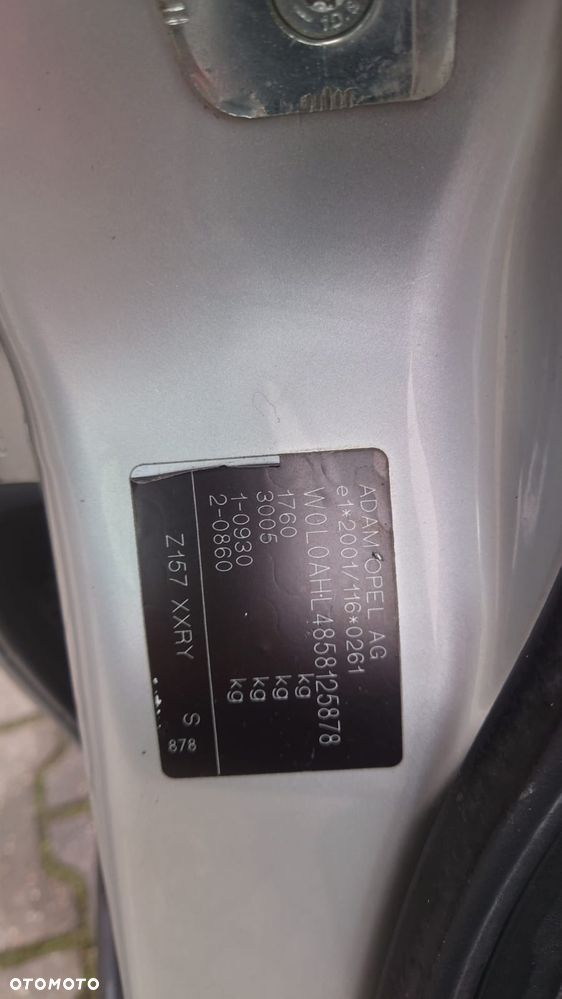 ADAM OPEL AG
e1*2001/116*0261
W0L0AHL4858125878
1760 kg
3005 kg
1-0930 kg
2-0860 kg
Z157 XXRY S
878
OTOMOTO